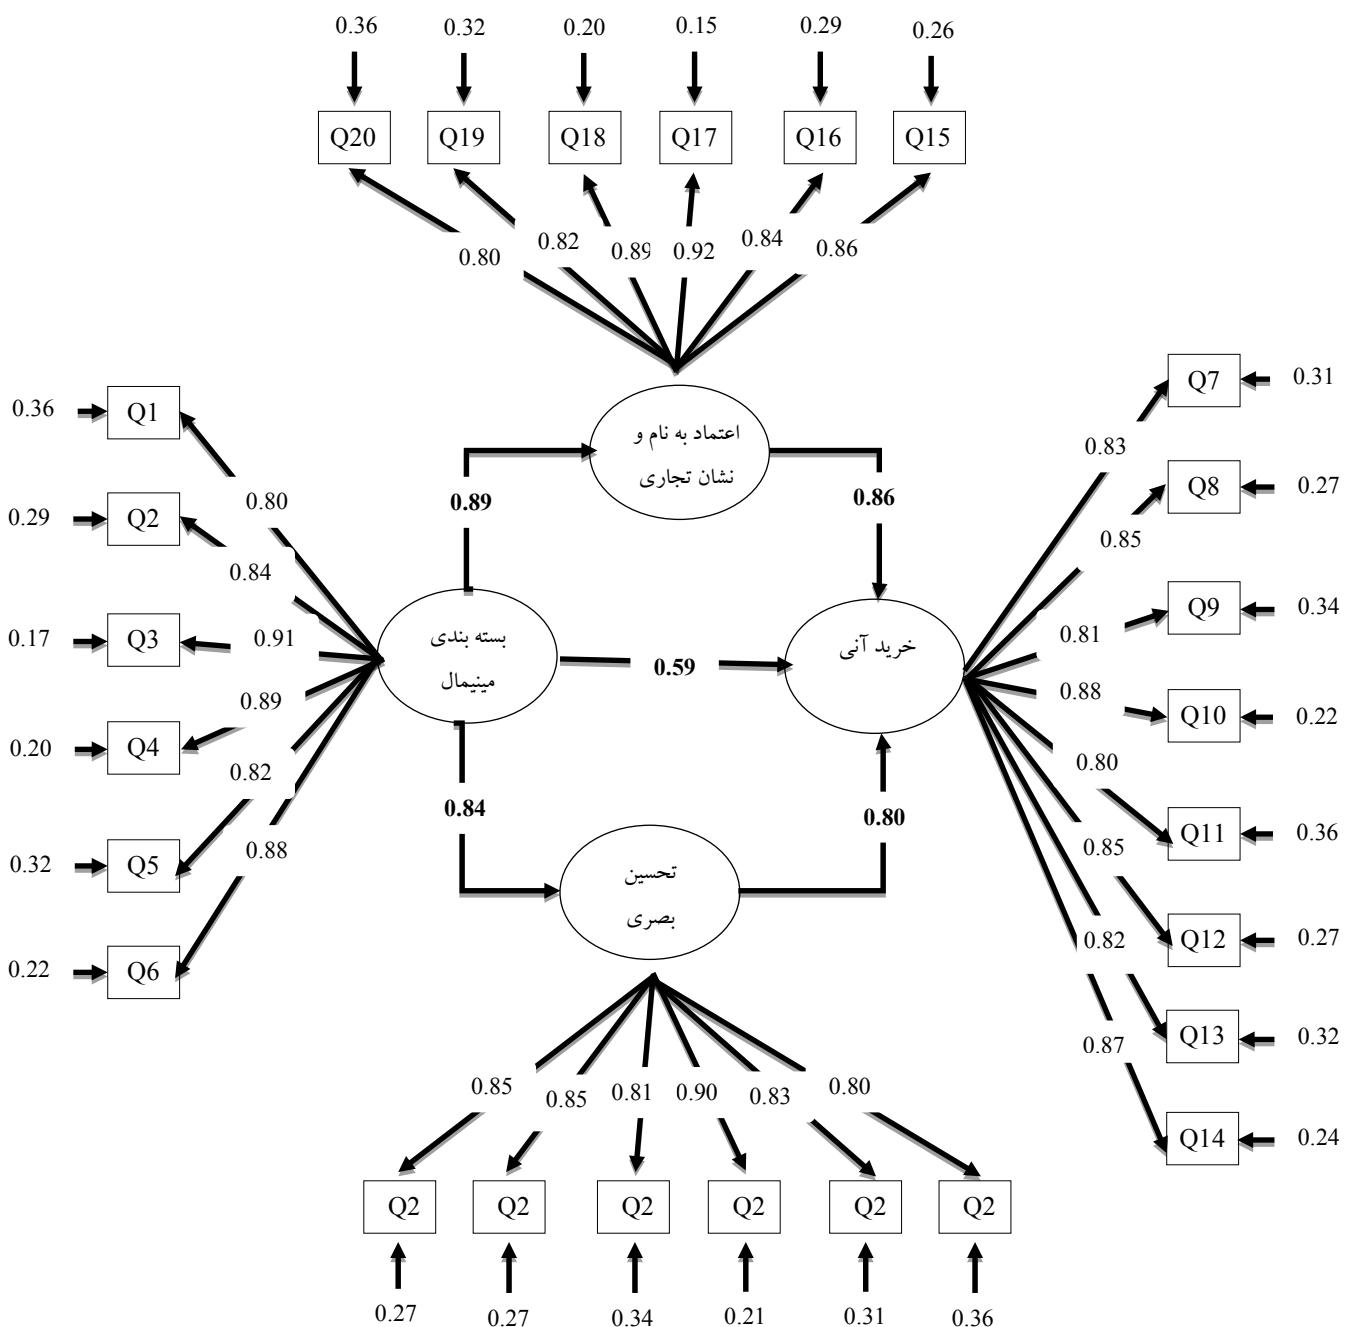 0.36 0.32 0.20 0.15 0.29 0.26
Q20 Q19 Q18 Q17 Q16 Q15
0.80 0.82 0.89 0.92 0.84 0.86
اعتماد به نام و
نشان تجاری
0.36 Q1
0.29 Q2
0.17 Q3
0.20 Q4
0.32 Q5
0.22 Q6
0.80
0.84
0.91
0.89
0.82
0.88
0.89
0.86
بسته بندی
مینیمال
0.59
خرید آنی
0.84
0.80
تحسین
بصری
0.83
0.85
0.81
0.88
0.80
0.85
0.82
0.87
Q7 0.31
Q8 0.27
Q9 0.34
Q10 0.22
Q11 0.36
Q12 0.27
Q13 0.32
Q14 0.24
0.85 0.85 0.81 0.90 0.83 0.80
Q2 Q2 Q2 Q2 Q2 Q2
0.27 0.27 0.34 0.21 0.31 0.36